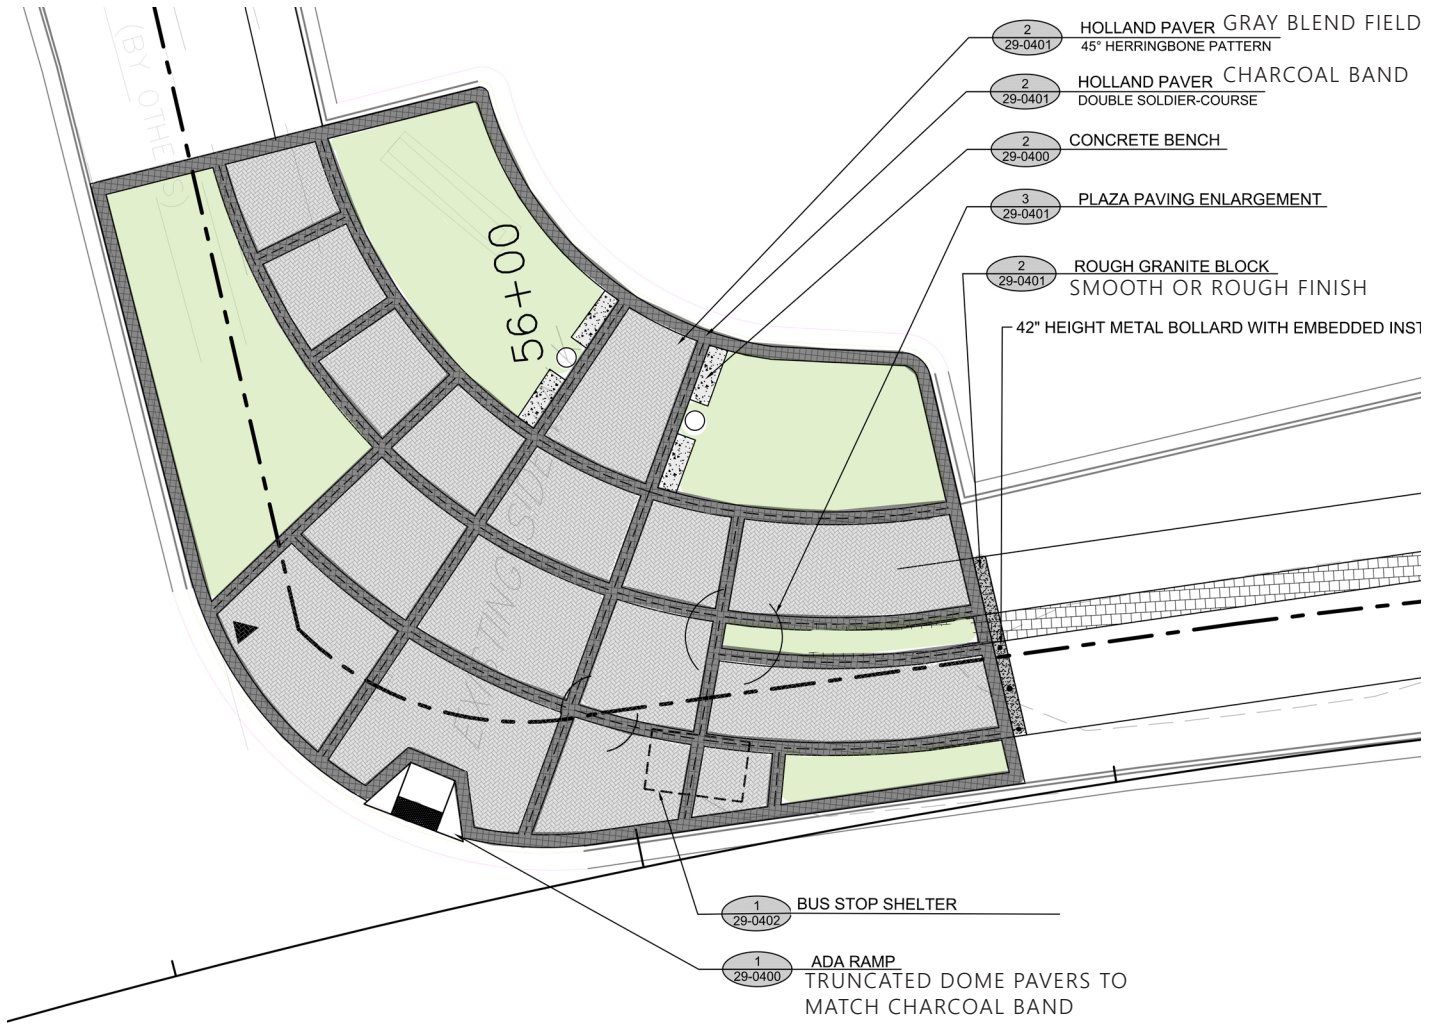 (BY OTHERS)
2
29-0401
HOLLAND PAVER GRAY BLEND FIELD
45° HERRINGBONE PATTERN
2
29-0401
HOLLAND PAVER CHARCOAL BAND
DOUBLE SOLDIER-COURSE
2
29-0400
CONCRETE BENCH
3
29-0401
PLAZA PAVING ENLARGEMENT
2
29-0401
ROUGH GRANITE BLOCK
SMOOTH OR ROUGH FINISH
42" HEIGHT METAL BOLLARD WITH EMBEDDED INST
56+00
EXISTING SIDE
1
29-0402
BUS STOP SHELTER
1
29-0400
ADA RAMP
TRUNCATED DOME PAVERS TO
MATCH CHARCOAL BAND